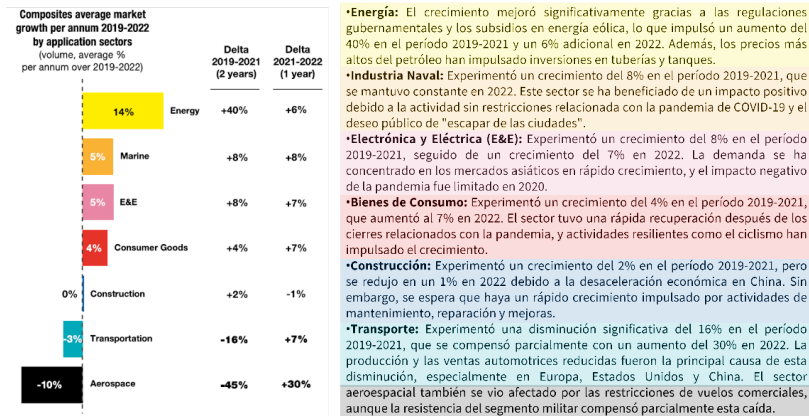 Composites average market
growth per annum 2019-2022
by application sectors
(volume, average %
per annum over 2019-2022)
Delta
2019-2021
(2 years)
Delta
2021-2022
(1 year)
14% Energy +40% +6%
5% Marine +8% +8%
5% E&E +8% +7%
4% Consumer Goods +4% +7%
0% Construction +2% -1%
-3% Transportation -16% +7%
-10% Aerospace -45% +30%
•Energía: El crecimiento mejoró significativamente gracias a las regulaciones
gubernamentales y los subsidios en energía eólica, lo que impulsó un aumento del
40% en el período 2019-2021 y un 6% adicional en 2022. Además, los precios más
altos del petróleo han impulsado inversiones en tuberías y tanques.
•Industria Naval: Experimentó un crecimiento del 8% en el período 2019-2021, que
se mantuvo constante en 2022. Este sector se ha beneficiado de un impacto positivo
debido a la actividad sin restricciones relacionada con la pandemia de COVID-19 y el
deseo público de "escapar de las ciudades".
•Electrónica y Eléctrica (E&E): Experimentó un crecimiento del 8% en el período
2019-2021, seguido de un crecimiento del 7% en 2022. La demanda se ha
concentrado en los mercados asiáticos en rápido crecimiento, y el impacto negativo
de la pandemia fue limitado en 2020.
•Bienes de Consumo: Experimentó un crecimiento del 4% en el período 2019-2021,
que aumentó al 7% en 2022. El sector tuvo una rápida recuperación después de los
cierres relacionados con la pandemia, y actividades resilientes como el ciclismo han
impulsado el crecimiento.
•Construcción: Experimentó un crecimiento del 2% en el período 2019-2021, pero
se redujo en un 1% en 2022 debido a la desaceleración económica en China. Sin
embargo, se espera que haya un rápido crecimiento impulsado por actividades de
mantenimiento, reparación y mejoras.
•Transporte: Experimentó una disminución significativa del 16% en el período
2019-2021, que se compensó parcialmente con un aumento del 30% en 2022. La
producción y las ventas automotrices reducidas fueron la principal causa de esta
disminución, especialmente en Europa, Estados Unidos y China. El sector
aeroespacial también se vio afectado por las restricciones de vuelos comerciales,
aunque la resistencia del segmento militar compensó parcialmente esta caída.